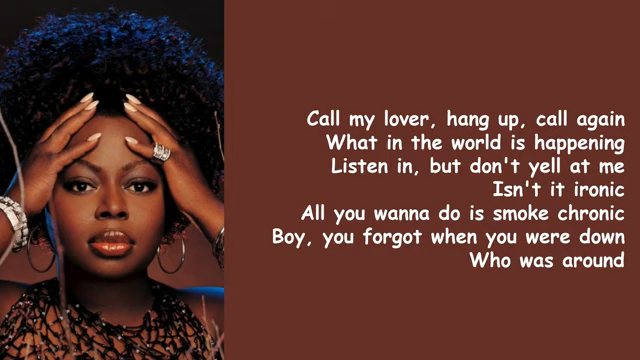 Call my lover, hang up, call again
What in the world is happening
Listen in, but don't yell at me
Isn't it ironic
All you wanna do is smoke chronic
Boy, you forgot when you were down
Who was around